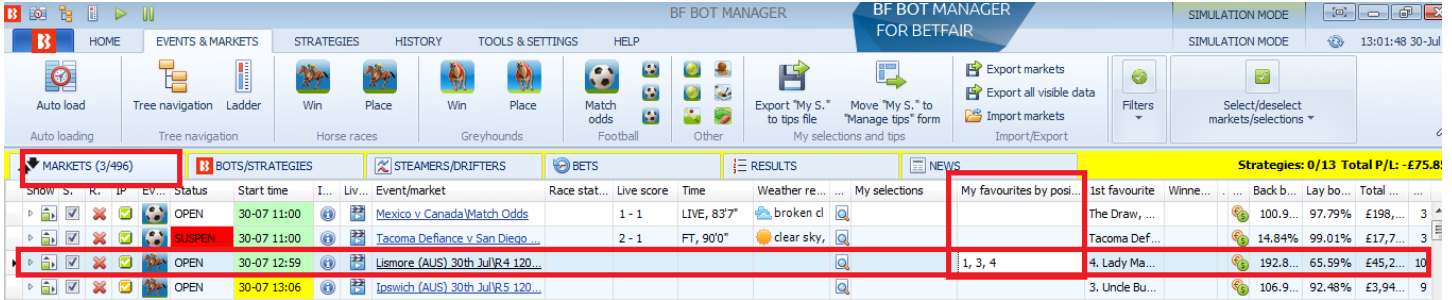 BF BOT MANAGER
BF BOT MANAGER
FOR BETFAIR
SIMULATION MODE
HOME EVENTS & MARKETS STRATEGIES HISTORY TOOLS & SETTINGS HELP SIMULATION MODE 13:01:48 30-Jul
Auto load Tree navigation Ladder Win Place Win Place Match odds Export "My S." to tips file Move "My S." to "Manage tips" form Export markets
Export all visible data
Import markets
Filters Select/deselect markets/selections
Auto loading Tree navigation Horse races Greyhounds Football Other My selections and tips Import/Export
MARKETS (3/496) BOTS/STRATEGIES STEAMERS/DRIFTERS BETS RESULTS NEWS Strategies: 0/13 Total P/L: -£75.85
Show S. R. IP EV... Status Start time I... Liv... Event/market Race stat... Live score Time Weather re... ... My selections My favourites by posi... 1st favourite Winne... . ... Back b... Lay bo... Total ... ...
OPEN 30-07 11:00 Mexico v Canada\Match Odds 1 - 1 LIVE, 83'7" broken cl The Draw, ... 100.9... 97.79% £198,... 3
SUSPEN... 30-07 11:00 Tacoma Defiance v San Diego ... 2 - 1 FT, 90'0" clear sky, Tacoma Def... 14.84% 99.01% £17,7... 3
OPEN 30-07 12:59 Lismore (AUS) 30th Jul\R4 120... 1, 3, 4 4. Lady Ma... 192.8... 65.59% £45,2... 10
OPEN 30-07 13:06 Ipswich (AUS) 30th Jul\R5 120... 3. Uncle Bu... 106.9... 92.48% £3,94... 9